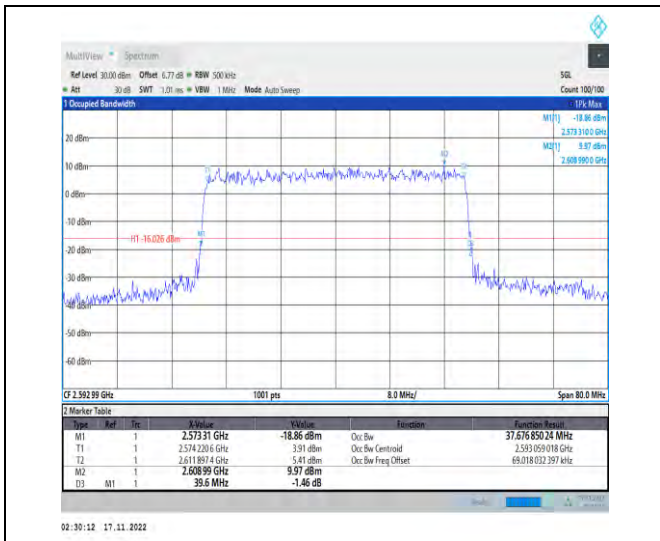 MultiView Spectrum
Ref Level 30.00 dBm Offset 6.77 dB RBW 500 kHz SGL
Att 30 dB SWT 1.01 ms VBW 1 MHz Mode Auto Sweep Count 100/100
1 Occupied Bandwidth 1Pk Max
M1[1] -18.86 dBm
2.573 310 0 GHz
M2[1] 9.97 dBm
2.608 990 0 GHz
20 dBm
10 dBm
0 dBm
-10 dBm
H1 -16.026 dBm
-20 dBm
-30 dBm
-40 dBm
-50 dBm
-60 dBm
M2
M1
CF 2.592 99 GHz 1001 pts 8.0 MHz/ Span 80.0 MHz
2 Marker Table
Type Ref Trc X-Value Y-Value Function Function Result
M1 1 2.573 31 GHz -18.86 dBm Occ Bw 37.676 850 24 MHz
T1 1 2.574 220 6 GHz 3.91 dBm Occ Bw Centroid 2.593 059 018 GHz
T2 1 2.611 897 4 GHz 5.41 dBm Occ Bw Freq Offset 69.018 032 397 kHz
M2 1 2.608 99 GHz 9.97 dBm
D3 M1 1 39.6 MHz -1.46 dB
02:30:12 17.11.2022